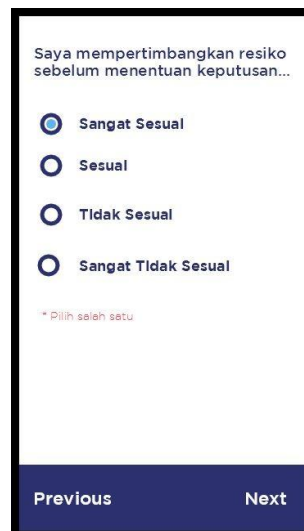 Saya mempertimbangkan resiko
sebelum menentuan keputusan...
Sangat Sesuai
Sesuai
Tidak Sesuai
Sangat Tidak Sesuai
* Pilih salah satu
Previous
Next